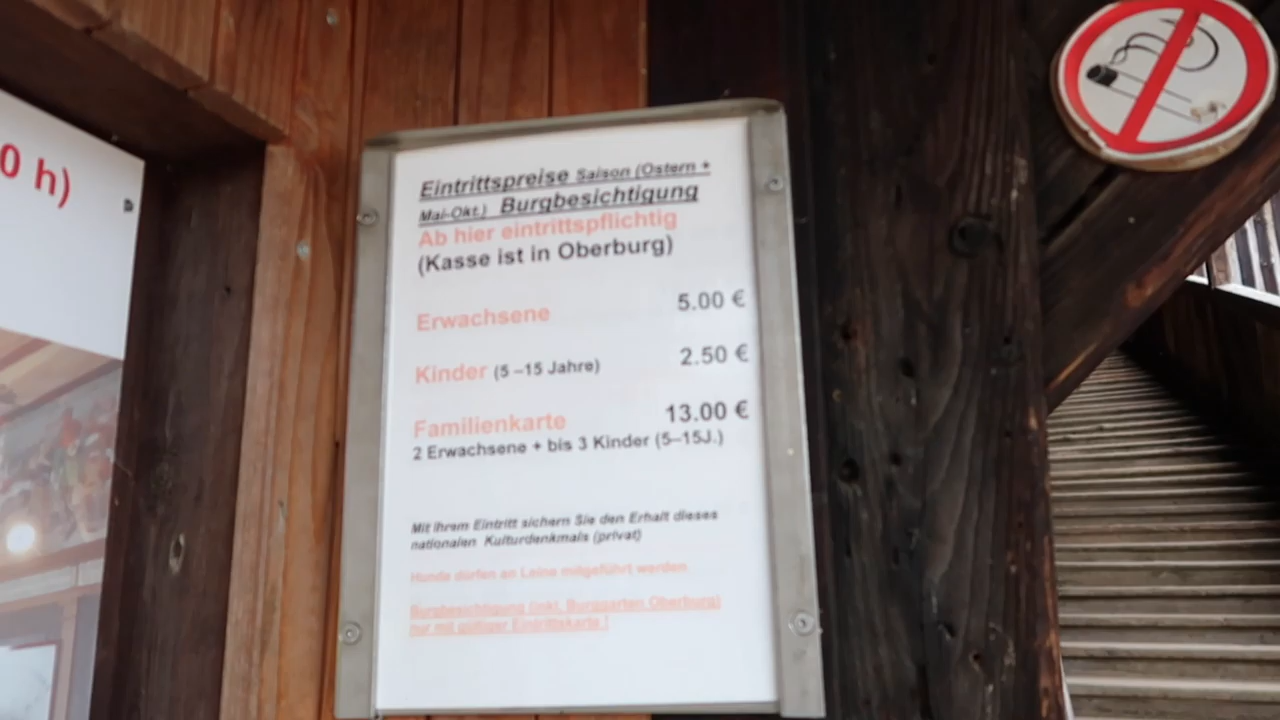 0 h)
Eintrittspreise Saison (Ostern +
Mai-Okt.) Burgbesichtigung
Ab hier eintrittspflichtig
(Kasse ist in Oberburg)
Erwachsene 5.00 €
Kinder (5 –15 Jahre) 2.50 €
Familienkarte 13.00 €
2 Erwachsene + bis 3 Kinder (5–15J.)
Mit Ihrem Eintritt sichern Sie den Erhalt dieses
nationalen Kulturdenkmals (privat)
Hunde dürfen an Leine mitgeführt werden
Burgbesichtigung (inkl. Burggarten Oberburg)
nur mit gültiger Eintrittskarte !